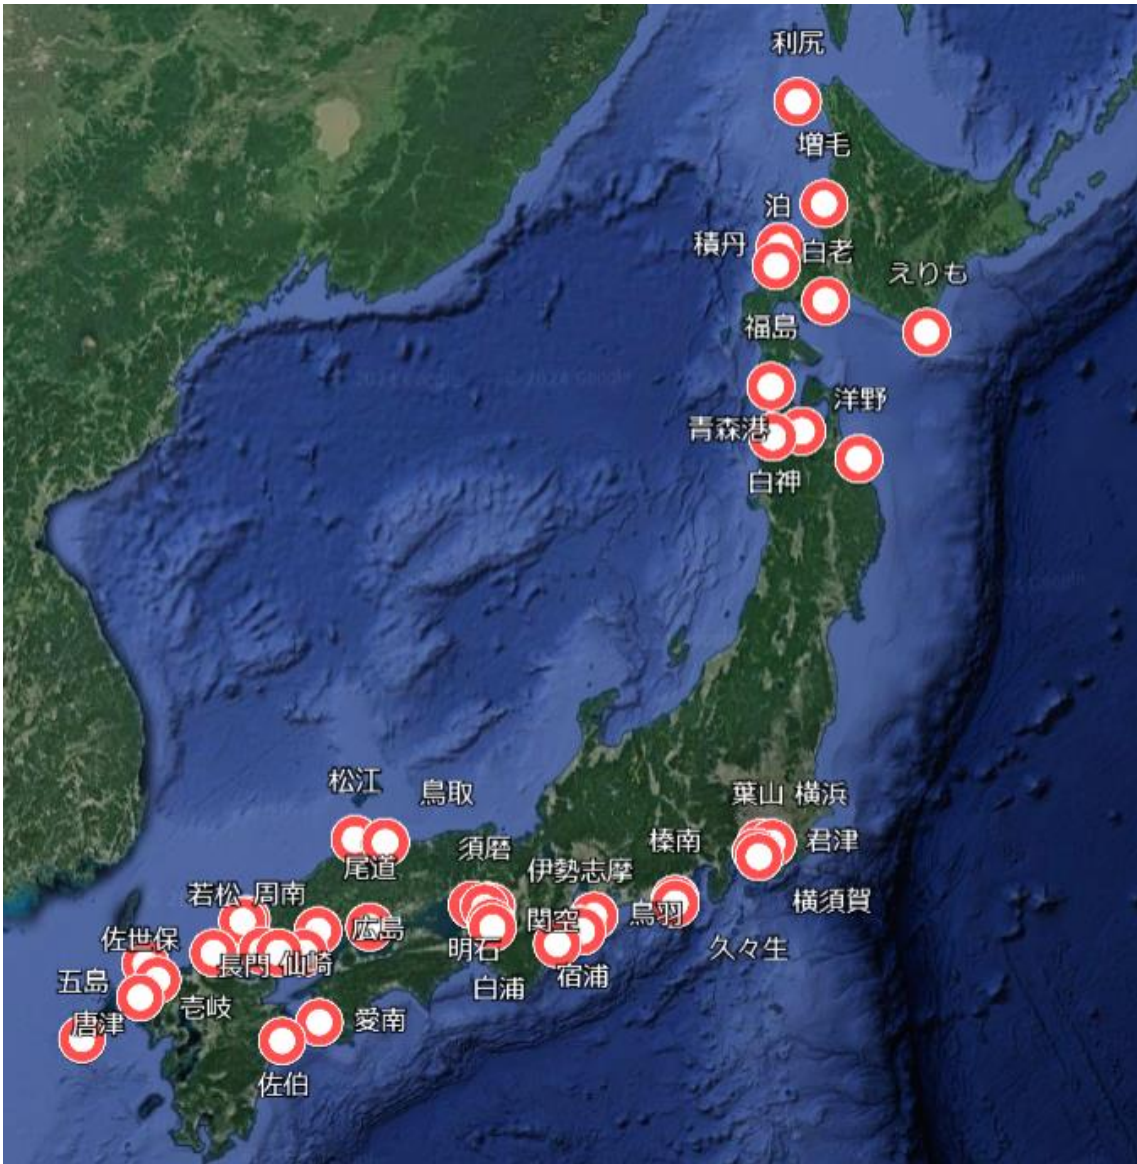 利尻
増毛
泊
積丹
白老
えりも
福島
洋野
青森港
白神
松江
鳥取
葉山 横浜
須磨
榛南
君津
尾道
伊勢志摩
若松 周南
横須賀
鳥羽
関空
広島
佐世保
明石
久々生
長門 仙崎
宿浦
五島
白浦
壱岐
唐津
愛南
佐伯